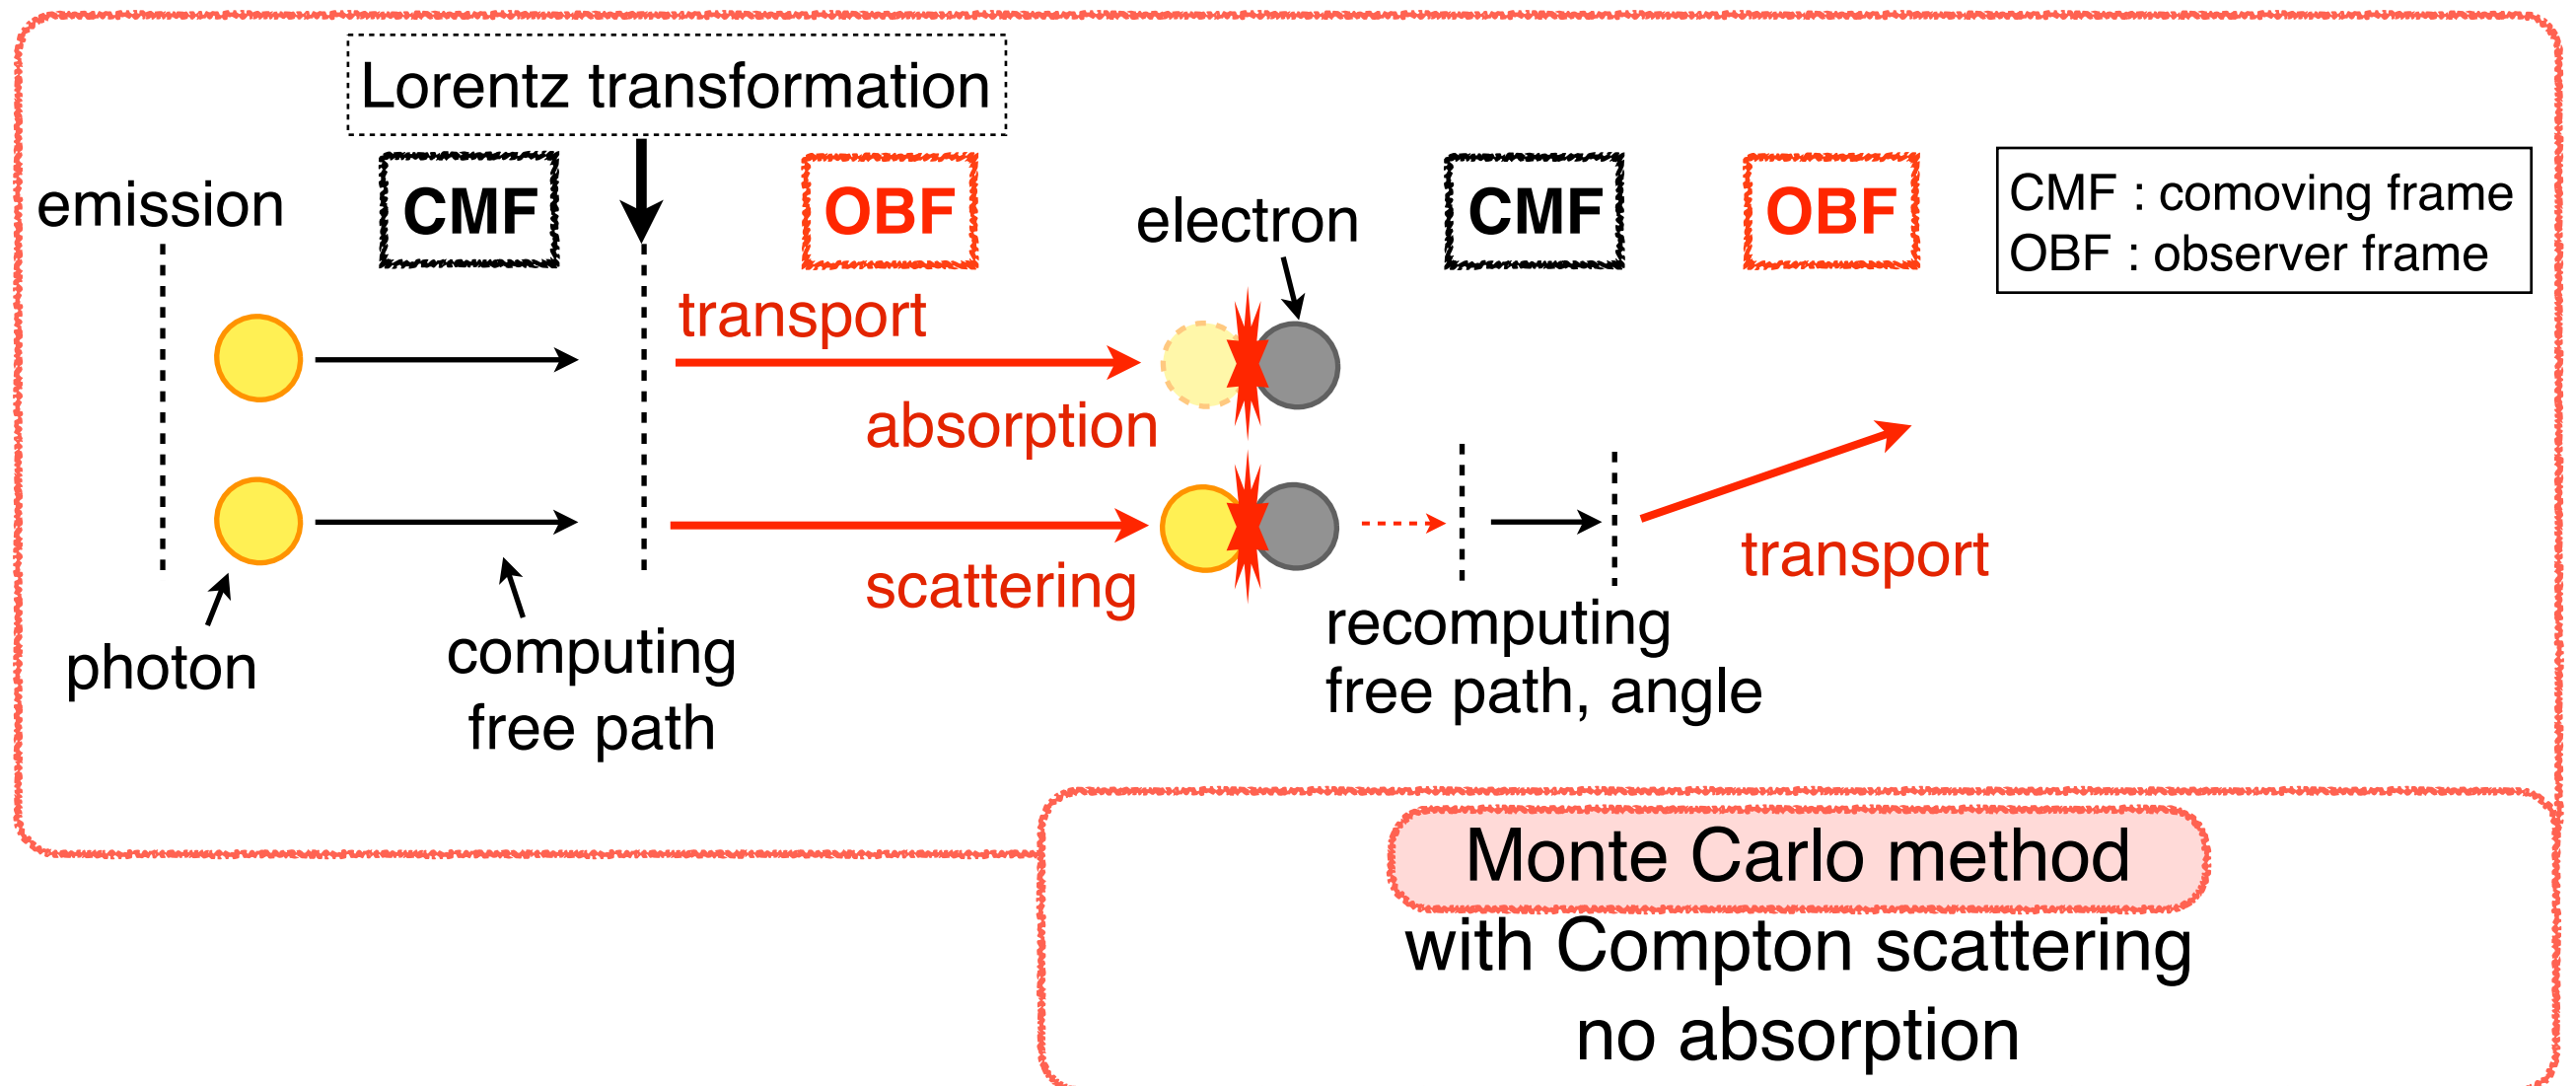 Lorentz transformation
emission
CMF
OBF
electron
CMF
OBF
CMF : comoving frame
OBF : observer frame
transport
absorption
scattering
transport
photon
computing
free path
recomputing
free path, angle
Monte Carlo method
with Compton scattering
no absorption